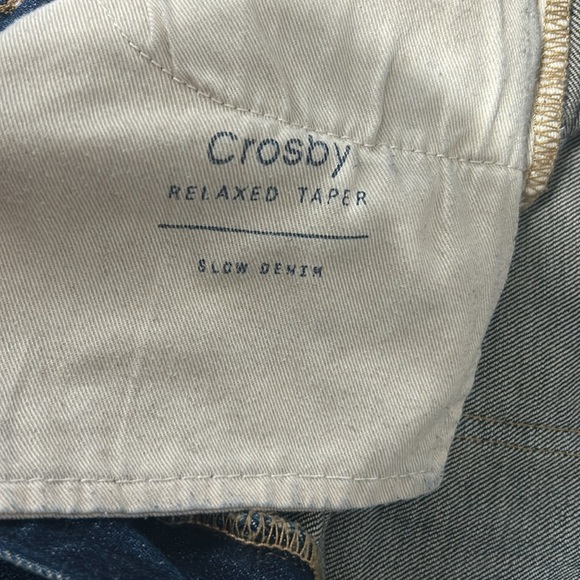 Crosby
RELAXED TAPER
SLOW DENIM